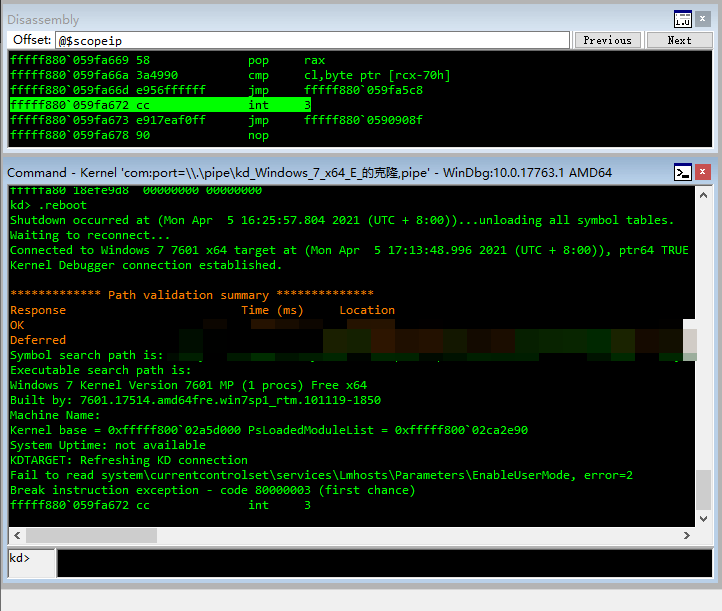 Disassembly
Offset: @$scopeip Previous Next
fffff880`059fa669 58 pop rax
fffff880`059fa66a 3a4990 cmp cl,byte ptr [rcx-70h]
fffff880`059fa66d e956ffffff jmp fffff880`059fa5c8
fffff880`059fa672 cc int 3
fffff880`059fa673 e917eaf0ff jmp fffff880`0590908f
fffff880`059fa678 90 nop
Command - Kernel 'com:port=\\.\pipe\kd_Windows_7_x64_E_的克隆,pipe' - WinDbg:10.0.17763.1 AMD64
fffffa80`18efe9d8 00000000`00000000
kd> .reboot
Shutdown occurred at (Mon Apr 5 16:25:57.804 2021 (UTC + 8:00))...unloading all symbol tables.
Waiting to reconnect...
Connected to Windows 7 7601 x64 target at (Mon Apr 5 17:13:48.996 2021 (UTC + 8:00)), ptr64 TRUE
Kernel Debugger connection established.
************* Path validation summary **************
Response Time (ms) Location
OK
Deferred
Symbol search path is:
Executable search path is:
Windows 7 Kernel Version 7601 MP (1 procs) Free x64
Built by: 7601.17514.amd64fre.win7sp1_rtm.101119-1850
Machine Name:
Kernel base = 0xfffff800`02a5d000 PsLoadedModuleList = 0xfffff800`02ca2e90
System Uptime: not available
KDTARGET: Refreshing KD connection
Fail to read system\currentcontrolset\services\Lmhosts\Parameters\EnableUserMode, error=2
Break instruction exception - code 80000003 (first chance)
fffff880`059fa672 cc int 3
kd>